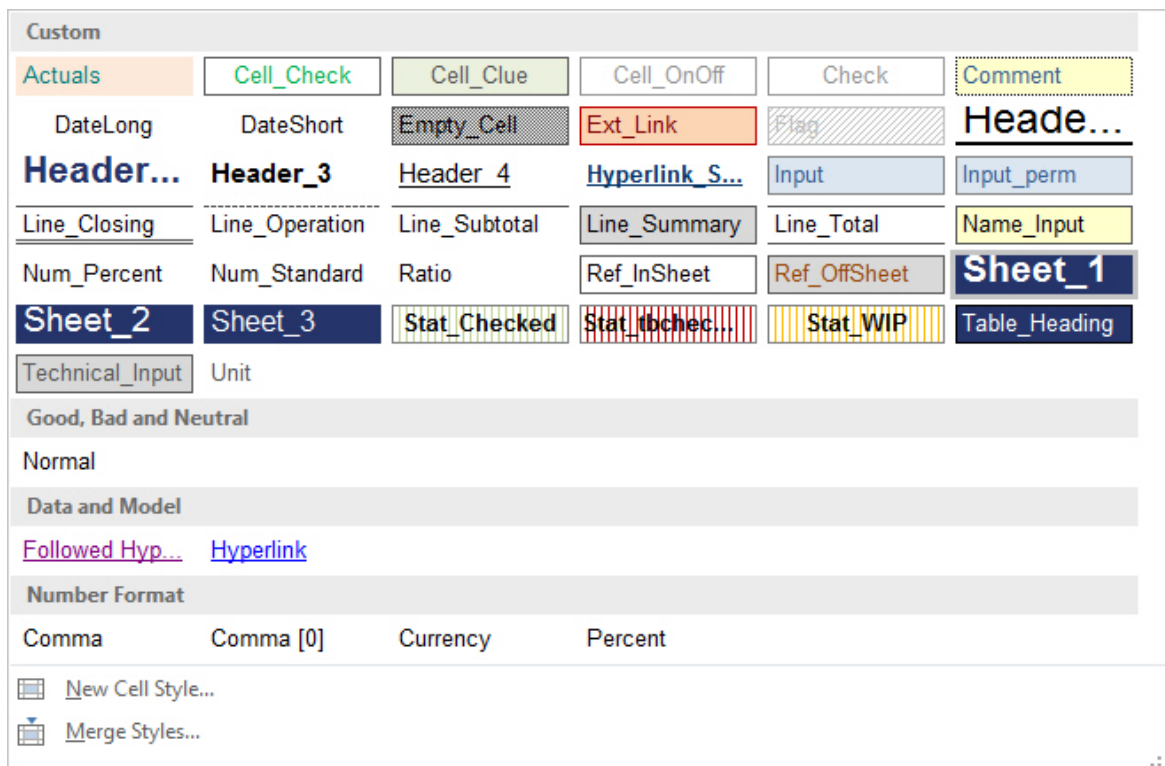 Custom
Actuals Cell_Check Cell_Clue Cell_OnOff Check Comment
DateLong DateShort Empty_Cell Ext_Link Flag Heade...
Header... Header_3 Header_4 Hyperlink_S... Input Input_perm
Line_Closing Line_Operation Line_Subtotal Line_Summary Line_Total Name_Input
Num_Percent Num_Standard Ratio Ref_InSheet Ref_OffSheet Sheet_1
Sheet_2 Sheet_3 Stat_Checked Stat_tbchec... Stat_WIP Table_Heading
Technical_Input Unit
Good, Bad and Neutral
Normal
Data and Model
Followed Hyp... Hyperlink
Number Format
Comma Comma [0] Currency Percent
New Cell Style...
Merge Styles...